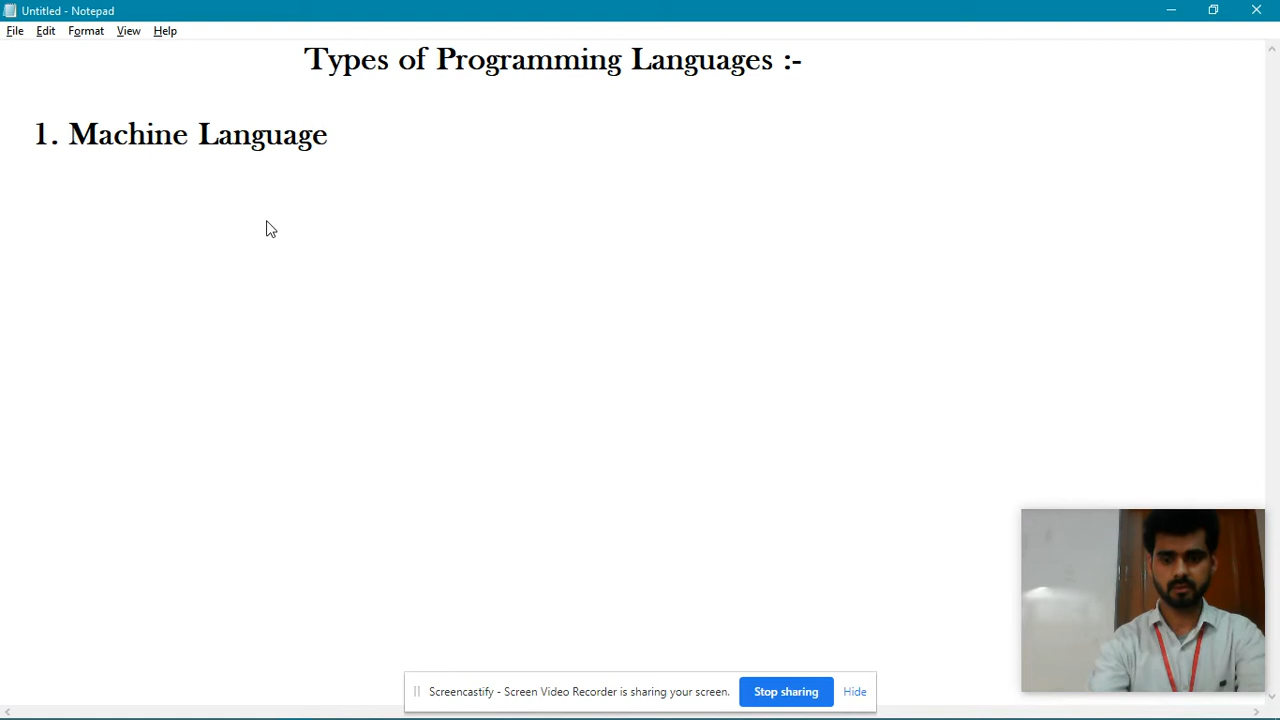 Untitled - Notepad
File Edit Format View Help
Types of Programming Languages :-
1. Machine Language
Screencastify - Screen Video Recorder is sharing your screen. Stop sharing Hide